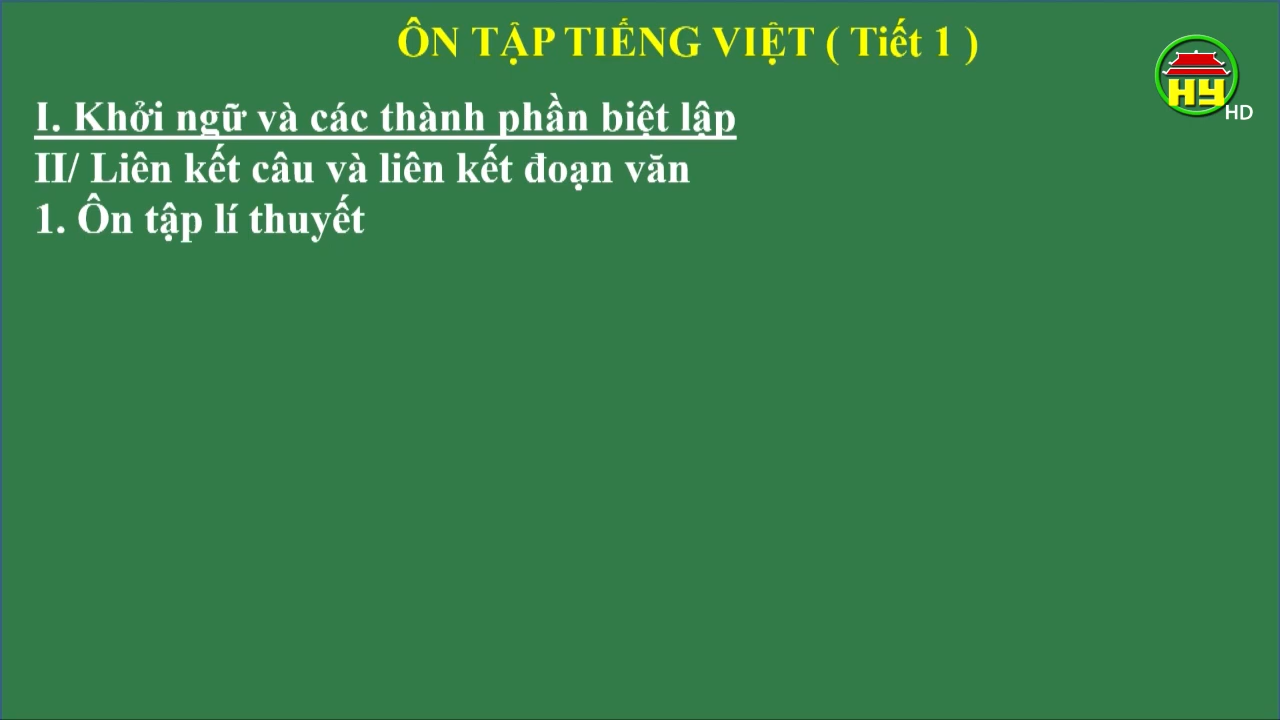 ÔN TẬP TIẾNG VIỆT ( Tiết 1 )
HY
HD
I. Khởi ngữ và các thành phần biệt lập
II/ Liên kết câu và liên kết đoạn văn
1. Ôn tập lí thuyết